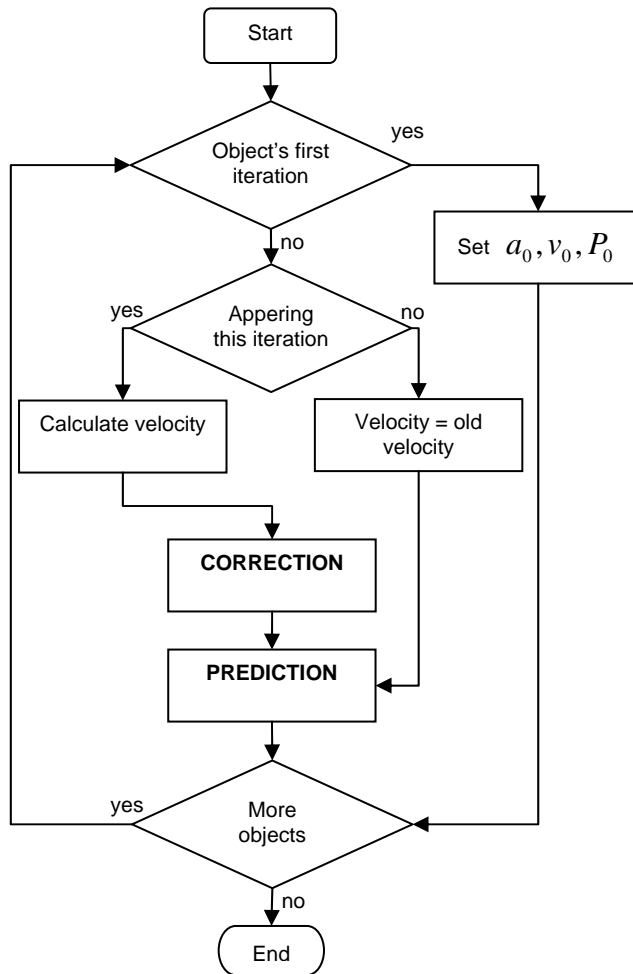 Start
Object's first
iteration
yes
no
Set a₀, v₀, P₀
yes
Appering
this iteration
no
Calculate velocity
Velocity = old
velocity
CORRECTION
PREDICTION
yes
More
objects
no
End